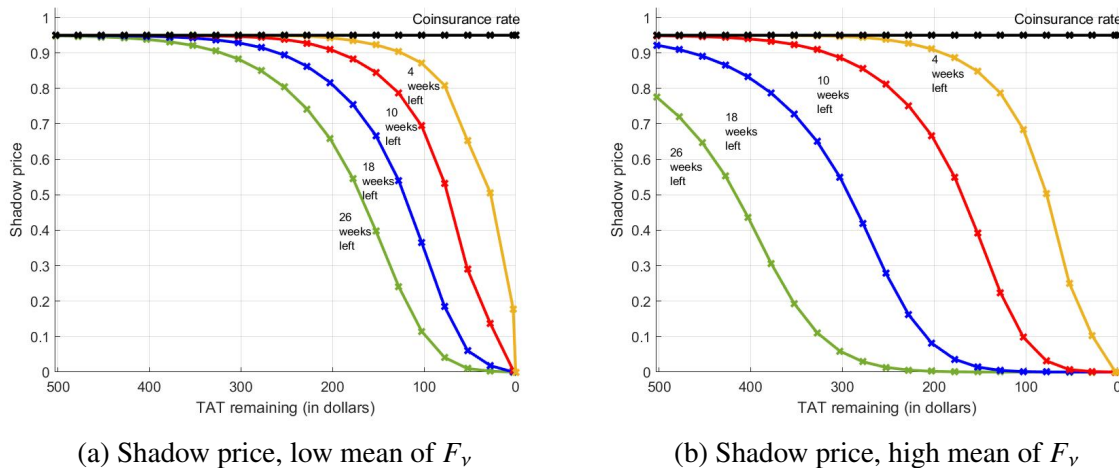 1
0.9
0.8
0.7
0.6
0.5
0.4
0.3
0.2
0.1
0
Shadow price
Coinsurance rate
4
weeks
left
10
weeks
left
18
weeks
left
26
weeks
left
500 400 300 200 100 0
TAT remaining (in dollars)
(a) Shadow price, low mean of Fν
1
0.9
0.8
0.7
0.6
0.5
0.4
0.3
0.2
0.1
0
Shadow price
Coinsurance rate
4
weeks
left
10
weeks
left
18
weeks
left
26
weeks
left
500 400 300 200 100 0
TAT remaining (in dollars)
(b) Shadow price, high mean of Fν